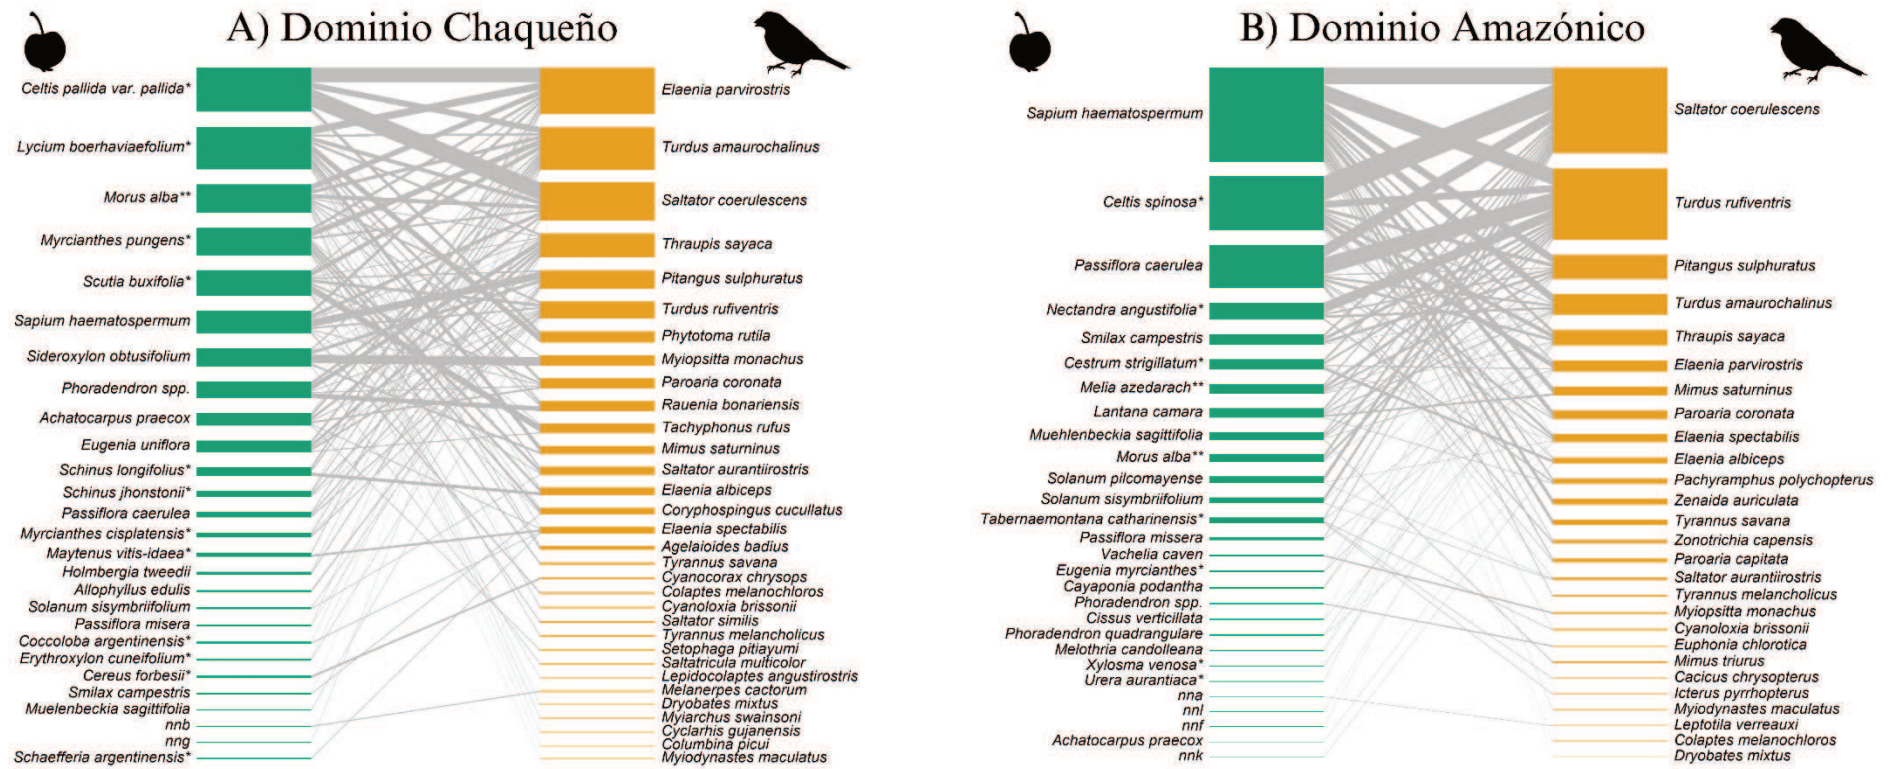 A) Dominio Chaqueño
Celtis pallida var. pallida*
Lycium boerhaviaefolium*
Morus alba**
Myrcianthes pungens*
Scutia buxifolia*
Sapium haematospermum
Sideroxylon obtusifolium
Phoradendron spp.
Achatocarpus praecox
Eugenia uniflora
Schinus longifolius*
Schinus jhonstonii*
Passiflora caerulea
Myrcianthes cisplatensis*
Maytenus vitis-idaea*
Holmbergia tweedii
Allophyllus edulis
Solanum sisymbriifolium
Passiflora misera
Coccoloba argentinensis*
Erythroxylon cuneifolium*
Cereus forbesii*
Smilax campestris
Muelenbeckia sagittifolia
nnb
nng
Schaefferia argentinensis*
Elaenia parvirostris
Turdus amaurochalinus
Saltator coerulescens
Thraupis sayaca
Pitangus sulphuratus
Turdus rufiventris
Phytotoma rutila
Myiopsitta monachus
Paroaria coronata
Rauenia bonariensis
Tachyphonus rufus
Mimus saturninus
Saltator aurantiirostris
Elaenia albiceps
Coryphospingus cucullatus
Elaenia spectabilis
Agelaioides badius
Tyrannus savana
Cyanocorax chrysops
Colaptes melanochloros
Cyanoloxia brissonii
Saltator similis
Tyrannus melancholicus
Setophaga pitiayumi
Saltatricula multicolor
Lepidocolaptes angustirostris
Melanerpes cactorum
Dryobates mixtus
Myiarchus swainsoni
Cyclarhis gujanensis
Columbina picui
Myiodynastes maculatus
B) Dominio Amazónico
Sapium haematospermum
Celtis spinosa*
Passiflora caerulea
Nectandra angustifolia*
Smilax campestris
Cestrum strigillatum*
Melia azedarach**
Lantana camara
Muehlenbeckia sagittifolia
Morus alba**
Solanum pilcomayense
Solanum sisymbriifolium
Tabernaemontana catharinensis*
Passiflora missera
Vachelia caven
Eugenia myrcianthes*
Cayaponia podantha
Phoradendron spp.
Cissus verticillata
Phoradendron quadrangulare
Melothria candolleana
Xylosma venosa*
Urera aurantiaca*
nna
nnl
nnf
Achatocarpus praecox
nnk
Saltator coerulescens
Turdus rufiventris
Pitangus sulphuratus
Turdus amaurochalinus
Thraupis sayaca
Elaenia parvirostris
Mimus saturninus
Paroaria coronata
Elaenia spectabilis
Elaenia albiceps
Pachyramphus polychopterus
Zenaida auriculata
Tyrannus savana
Zonotrichia capensis
Paroaria capitata
Saltator aurantiirostris
Tyrannus melancholicus
Myiopsitta monachus
Cyanoloxia brissonii
Euphonia chlorotica
Mimus triurus
Cacicus chrysopterus
Icterus pyrrhopterus
Myiodynastes maculatus
Leptotila verreauxi
Colaptes melanochloros
Dryobates mixtus